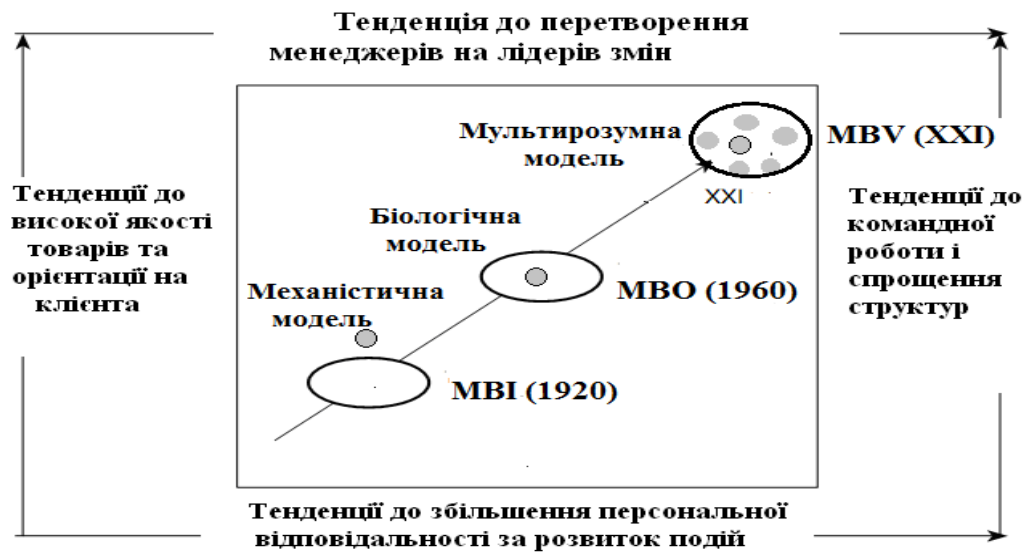 Тенденція до перетворення
менеджерів на лідерів змін
Мультирозумна
модель
MBV (XXI)
XXI
Тенденції до
високої якості
товарів та
орієнтації на
клієнта
Тенденції до
командної
роботи і
спрощення
структур
Біологічна
модель
MBO (1960)
Механістична
модель
MBI (1920)
Тенденції до збільшення персональної
відповідальності за розвиток подій